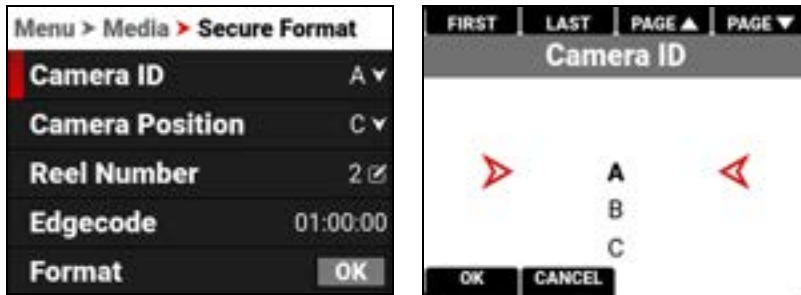 Menu > Media > Secure Format
Camera ID A
Camera Position C
Reel Number 2
Edgecode 01:00:00
Format OK
FIRST LAST PAGE ▲ PAGE ▼
Camera ID
A
B
C
OK CANCEL